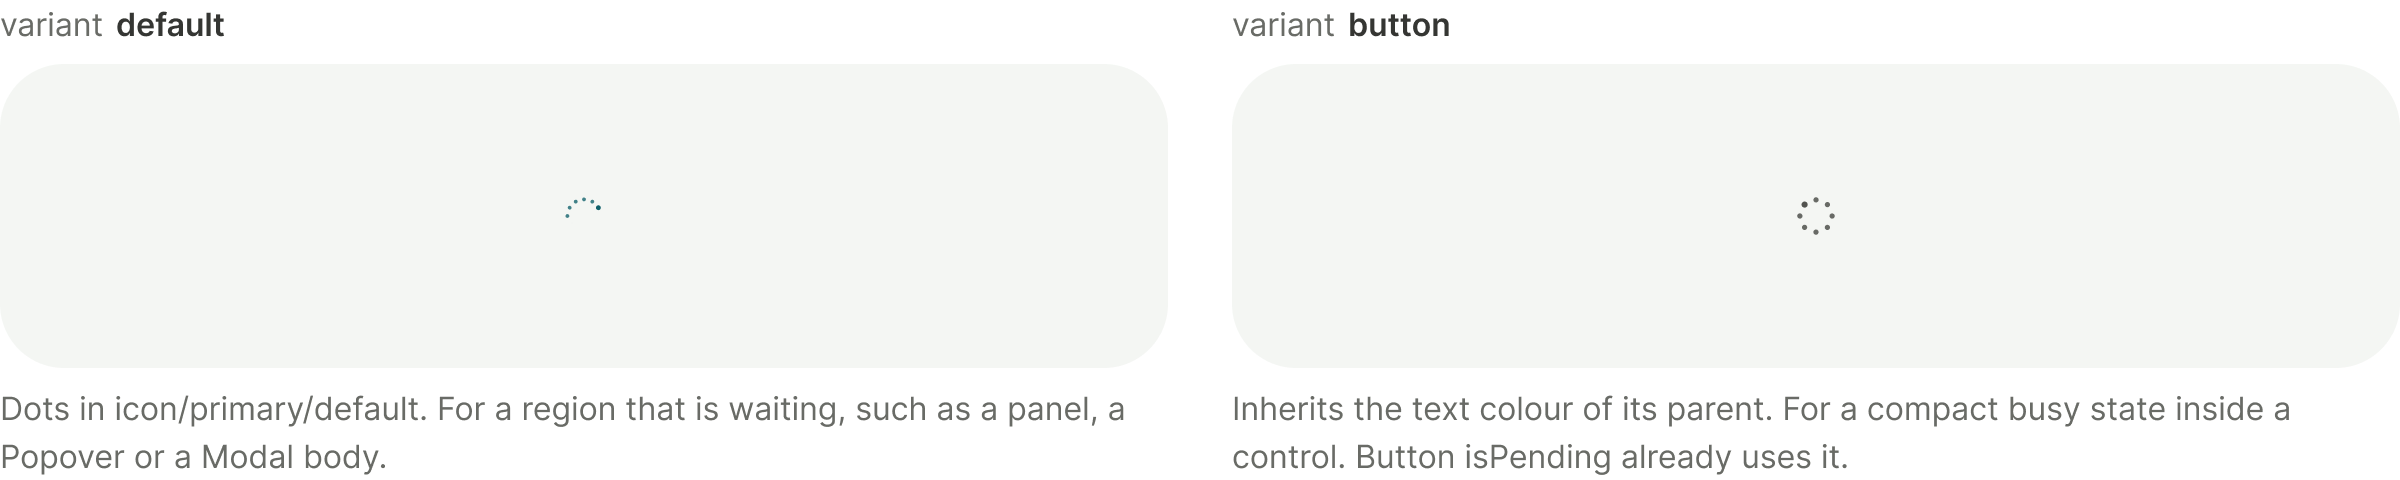 variant default
Dots in icon/primary/default. For a region that is waiting, such as a panel, a
Popover or a Modal body.
variant button
Inherits the text colour of its parent. For a compact busy state inside a
control. Button isPending already uses it.